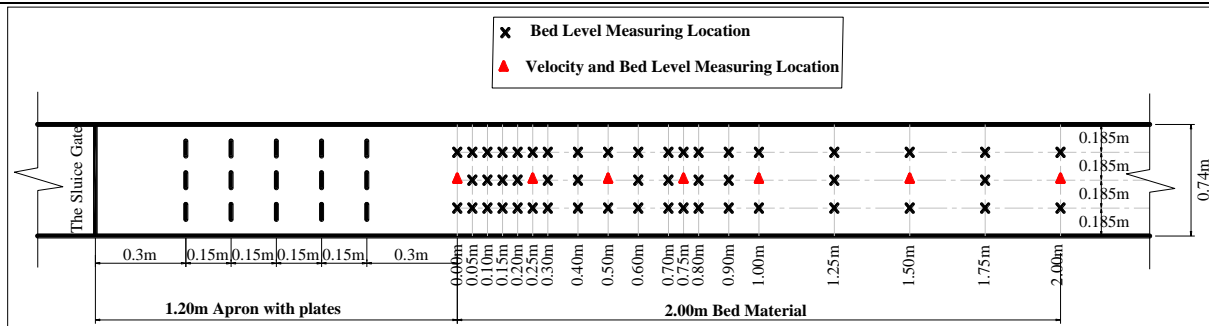 Bed Level Measuring Location
Velocity and Bed Level Measuring Location
The Sluice Gate
0.185m
0.185m
0.185m
0.185m
0.74m
0.3m
0.15m
0.15m
0.15m
0.15m
0.3m
0.00m
0.05m
0.10m
0.15m
0.20m
0.25m
0.30m
0.40m
0.50m
0.60m
0.70m
0.75m
0.80m
0.90m
1.00m
1.25m
1.50m
1.75m
2.00m
1.20m Apron with plates
2.00m Bed Material